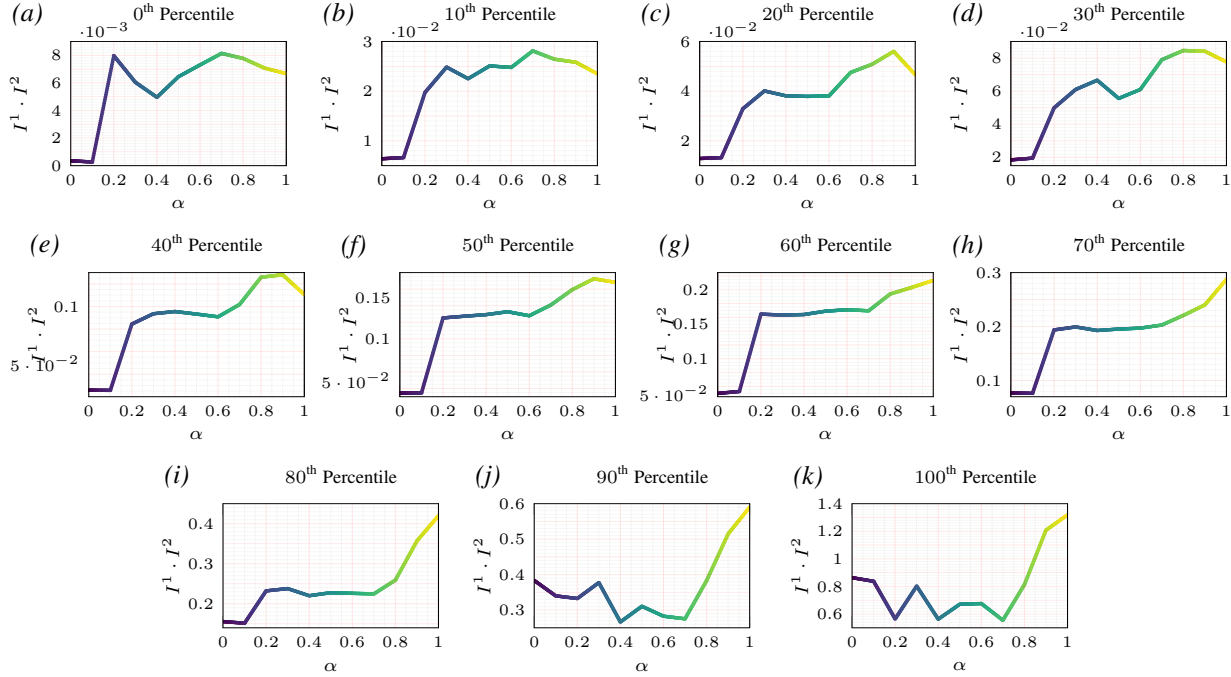 (a) 0th Percentile
·10⁻³
8
6
4
2
0
I¹ · I²
0 0.2 0.4 0.6 0.8 1
α
(b) 10th Percentile
·10⁻²
3
2
1
I¹ · I²
0 0.2 0.4 0.6 0.8 1
α
(c) 20th Percentile
·10⁻²
6
4
2
I¹ · I²
0 0.2 0.4 0.6 0.8 1
α
(d) 30th Percentile
·10⁻²
10
8
6
4
2
I¹ · I²
0 0.2 0.4 0.6 0.8 1
α
(e) 40th Percentile
0.1
5 · 10⁻²
I¹ · I²
0 0.2 0.4 0.6 0.8 1
α
(f) 50th Percentile
0.15
0.1
5 · 10⁻²
I¹ · I²
0 0.2 0.4 0.6 0.8 1
α
(g) 60th Percentile
0.2
0.15
0.1
5 · 10⁻²
I¹ · I²
0 0.2 0.4 0.6 0.8 1
α
(h) 70th Percentile
0.3
0.2
0.1
I¹ · I²
0 0.2 0.4 0.6 0.8 1
α
(i) 80th Percentile
0.4
0.3
0.2
I¹ · I²
0 0.2 0.4 0.6 0.8 1
α
(j) 90th Percentile
0.6
0.5
0.4
0.3
I¹ · I²
0 0.2 0.4 0.6 0.8 1
α
(k) 100th Percentile
1.4
1.2
1
0.8
0.6
I¹ · I²
0 0.2 0.4 0.6 0.8 1
α